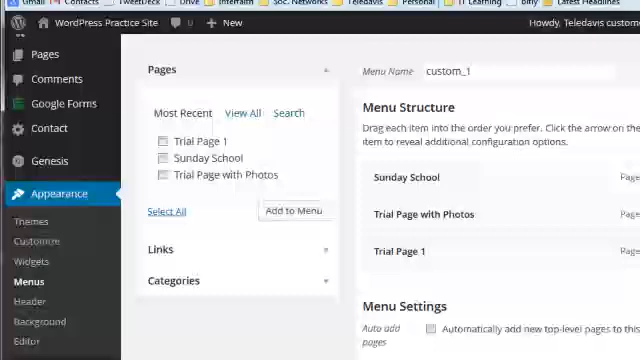 Gmail Contacts TweetDeck Drive Interfaith Soc. Networks Teledavis Personal IT Learning bitly Latest Headlines
WordPress Practice Site 0 + New Howdy, Teledavis custome
Pages
Comments
Google Forms
Contact
Genesis
Appearance
Themes
Customize
Widgets
Menus
Header
Background
Editor
Pages
Most Recent View All Search
Trial Page 1
Sunday School
Trial Page with Photos
Select All Add to Menu
Links
Categories
Menu Name custom_1
Menu Structure
Drag each item into the order you prefer. Click the arrow on the
item to reveal additional configuration options.
Sunday School Page
Trial Page with Photos Page
Trial Page 1 Page
Menu Settings
Auto add
pages
Automatically add new top-level pages to this